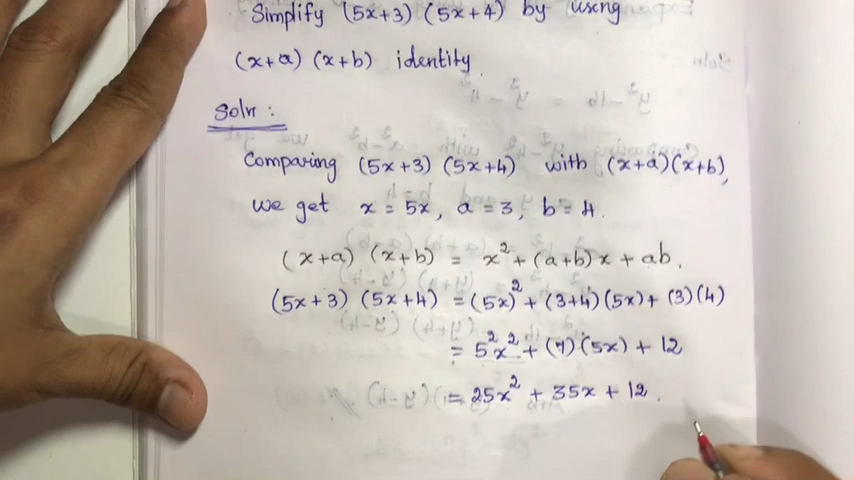 Simplify (5x+3) (5x+4) by using
(x+a) (x+b) identity.
Soln :
Comparing (5x+3) (5x+4) with (x+a)(x+b),
we get x = 5x, a = 3, b = 4.
(x+a) (x+b) = x² + (a+b)x + ab.
(5x+3) (5x+4) = (5x)² + (3+4)(5x) + (3)(4)
= 5²x² + (7)(5x) + 12
= 25x² + 35x + 12.